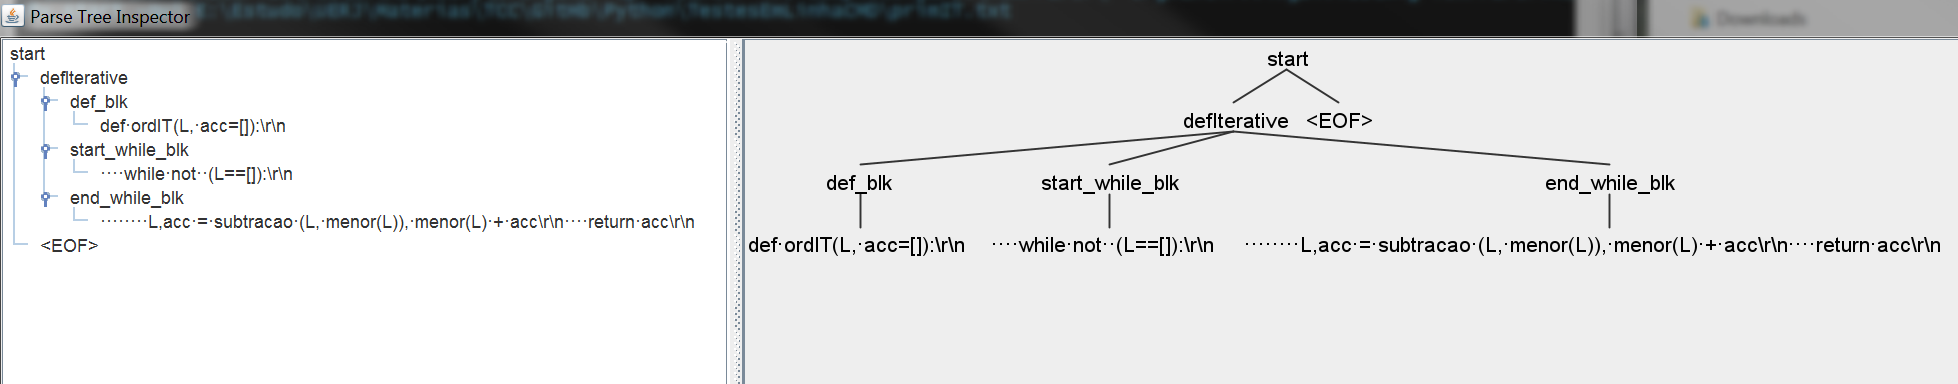 Parse Tree Inspector
Downloads
start
defIterative
def_blk
def·ordIT(L,·acc=[]):\r\n
start_while_blk
····while·not··(L==[]):\r\n
end_while_blk
········L,acc·=·subtracao·(L,·menor(L)),·menor(L)·+·acc\r\n····return·acc\r\n
<EOF>
start
defIterative <EOF>
def_blk start_while_blk end_while_blk
def·ordIT(L,·acc=[]):\r\n ····while·not··(L==[]):\r\n ········L,acc·=·subtracao·(L,·menor(L)),·menor(L)·+·acc\r\n····return·acc\r\n